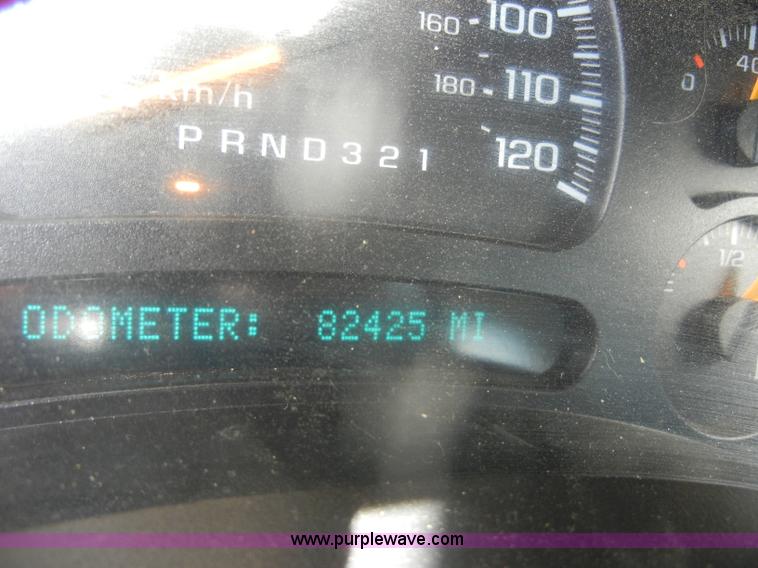 160 100
km/h 180 110
PRND321 120
0 40
1/2
ODOMETER: 82425 MI
www.purplewave.com